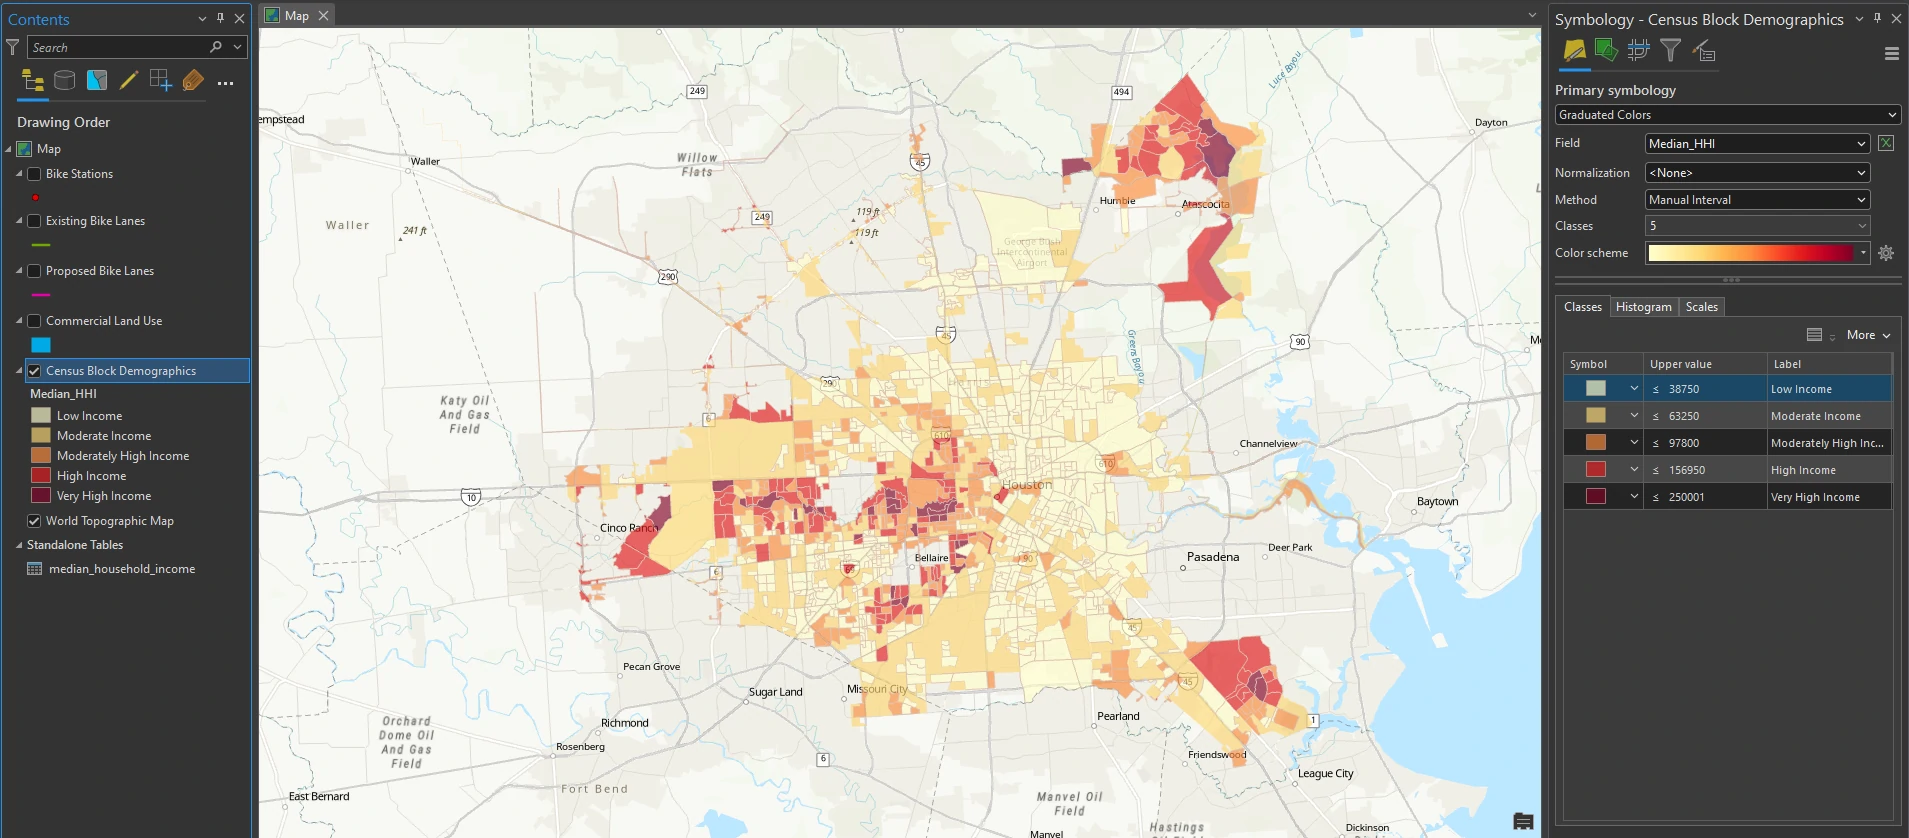 Contents
Search
Drawing Order
Map
Bike Stations
Existing Bike Lanes
Proposed Bike Lanes
Commercial Land Use
Census Block Demographics
Median_HHI
Low Income
Moderate Income
Moderately High Income
High Income
Very High Income
World Topographic Map
Standalone Tables
median_household_income
Map
249
494
Luce Bayou
empstead
Dayton
Waller
Willow
Flats
45
Humble
Atascocita
249
119 ft
119 ft
Waller
241 ft
George Bush
Intercontinental
Airport
290
45
90
Greens Bayou
290
Katy Oil
And Gas
Field
6
610
Channelview
610
Houston
10
Baytown
Cinco Ranch
Bellaire
90
Pasadena
Deer Park
69
6
45
Pecan Grove
45
Sugar Land
Missouri City
Orchard
Dome Oil
And Gas
Field
Richmond
Pearland
1
Rosenberg
6
Friendswood
League City
Fort Bend
East Bernard
Manvel Oil
Field
Hastings
Manvel
Dickinson
Symbology - Census Block Demographics
Primary symbology
Graduated Colors
Field Median_HHI
Normalization <None>
Method Manual Interval
Classes 5
Color scheme
Classes Histogram Scales
More
Symbol Upper value Label
≤ 38750 Low Income
≤ 63250 Moderate Income
≤ 97800 Moderately High Inc...
≤ 156950 High Income
≤ 250001 Very High Income